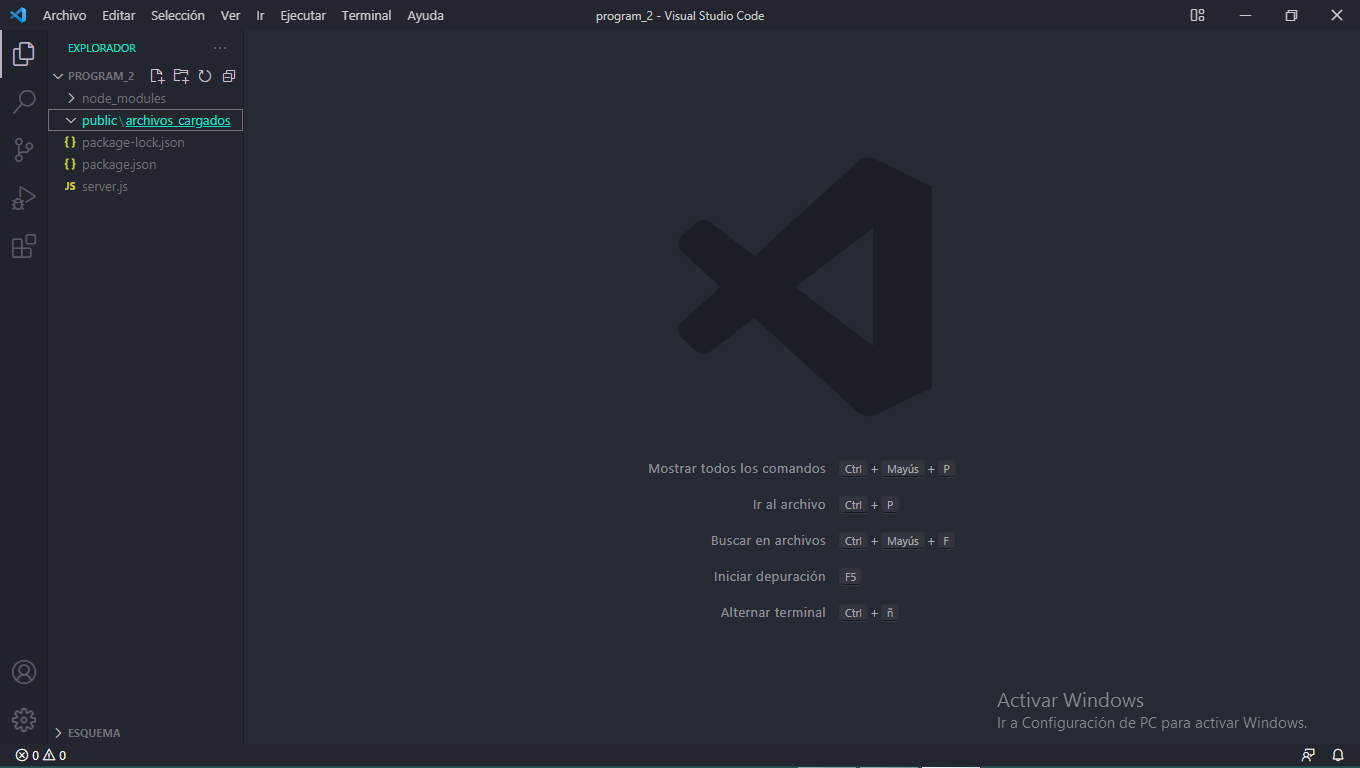 Archivo Editar Selección Ver Ir Ejecutar Terminal Ayuda
program_2 - Visual Studio Code
EXPLORADOR
PROGRAM_2
node_modules
public\archivos_cargados
package-lock.json
package.json
JS server.js
Mostrar todos los comandos Ctrl + Mayús + P
Ir al archivo Ctrl + P
Buscar en archivos Ctrl + Mayús + F
Iniciar depuración F5
Alternar terminal Ctrl + ñ
Activar Windows
Ir a Configuración de PC para activar Windows.
ESQUEMA
0 0